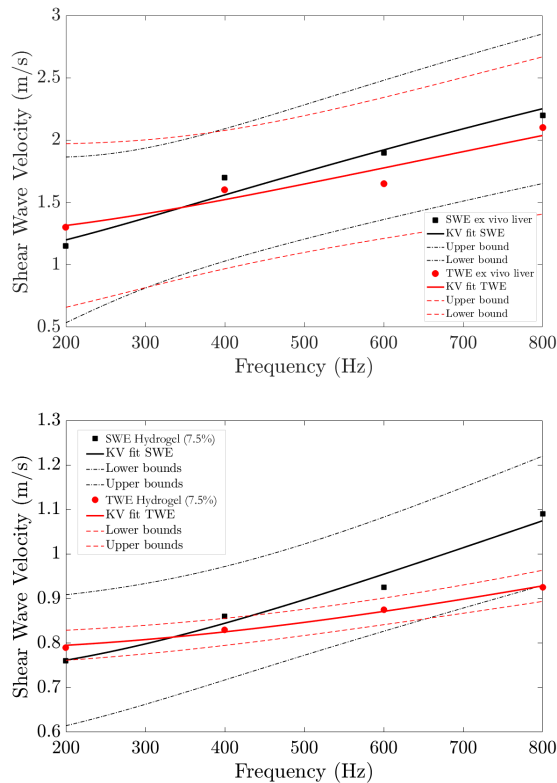 Shear Wave Velocity (m/s)
3
2.5
2
1.5
1
0.5
SWE ex vivo liver
KV fit SWE
Upper bound
Lower bound
TWE ex vivo liver
KV fit TWE
Upper bound
Lower bound
200 300 400 500 600 700 800
Frequency (Hz)
Shear Wave Velocity (m/s)
1.3
1.2
1.1
1
0.9
0.8
0.7
0.6
SWE Hydrogel (7.5%)
KV fit SWE
Lower bounds
Upper bounds
TWE Hydrogel (7.5%)
KV fit TWE
Lower bounds
Upper bounds
200 300 400 500 600 700 800
Frequency (Hz)